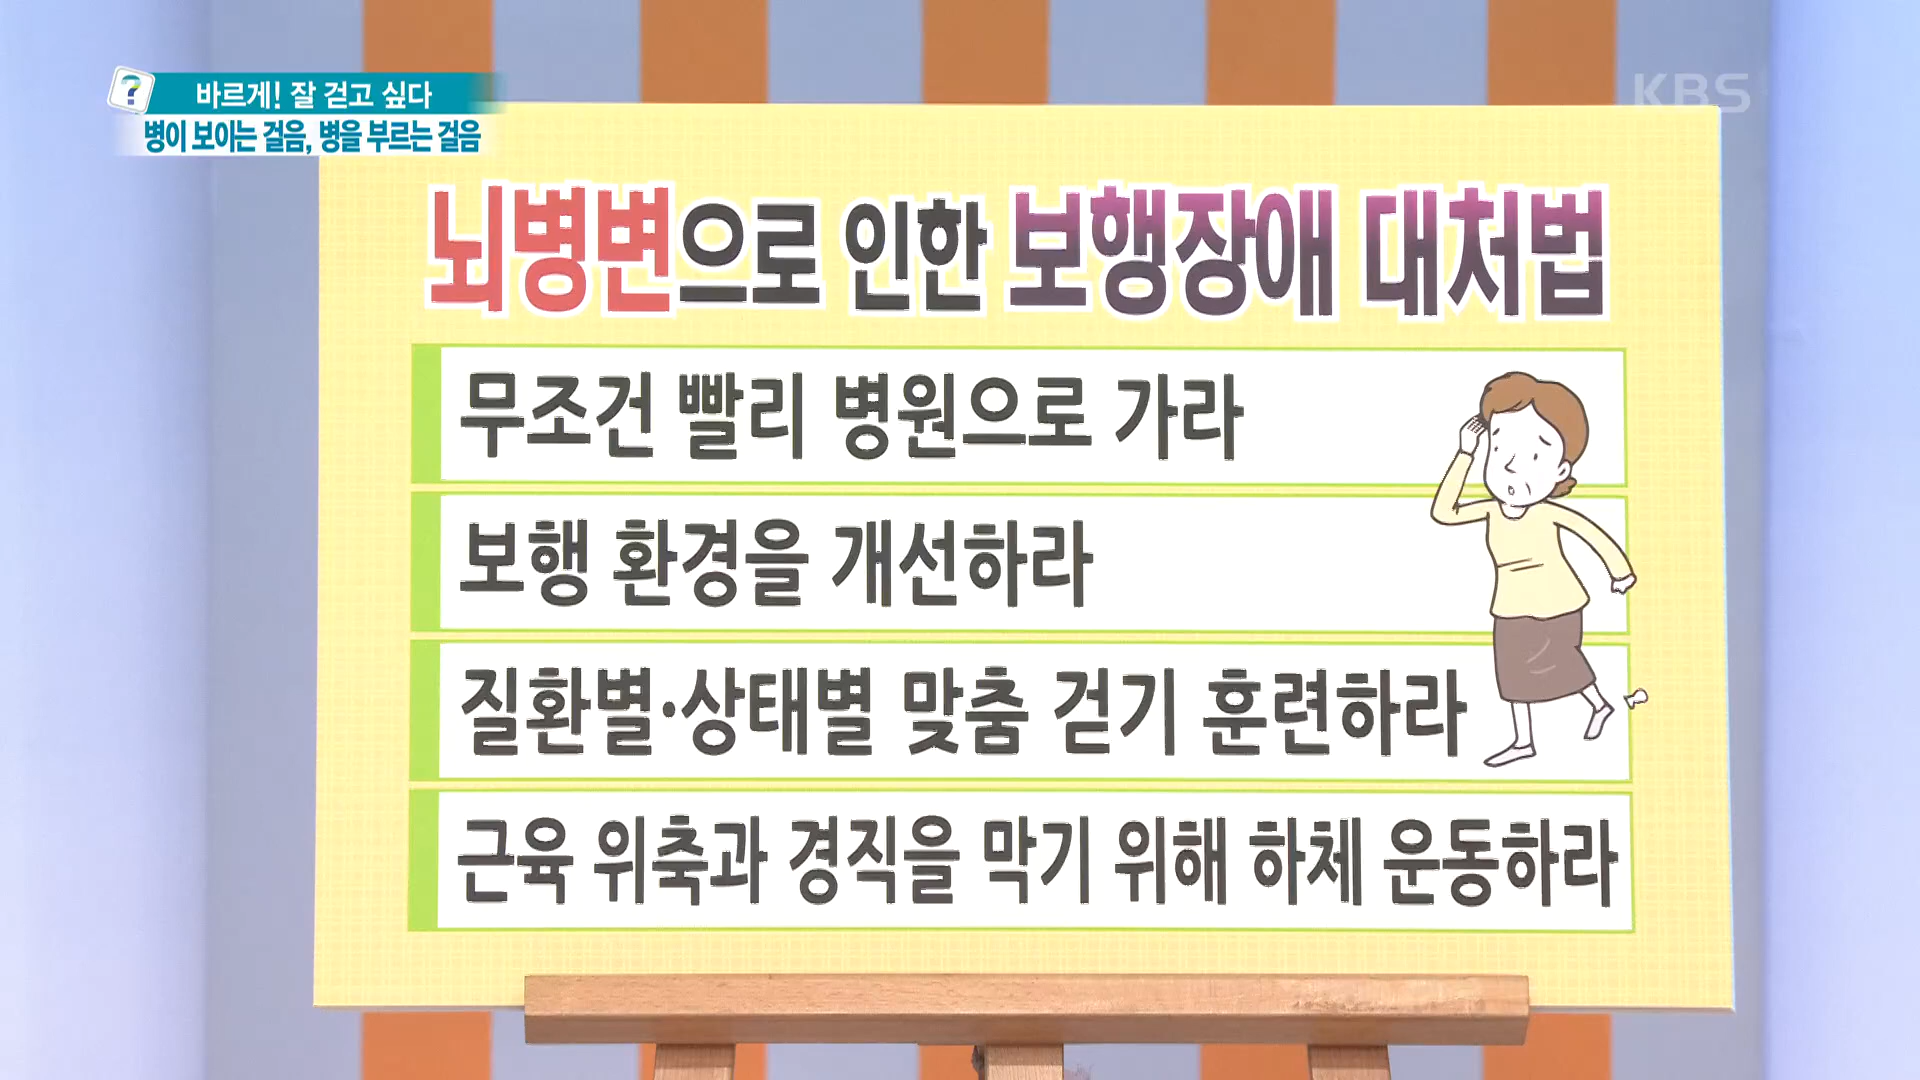 바르게! 잘 걷고 싶다
병이 보이는 걸음, 병을 부르는 걸음
KBS
뇌병변으로 인한 보행장애 대처법
무조건 빨리 병원으로 가라
보행 환경을 개선하라
질환별·상태별 맞춤 걷기 훈련하라
근육 위축과 경직을 막기 위해 하체 운동하라